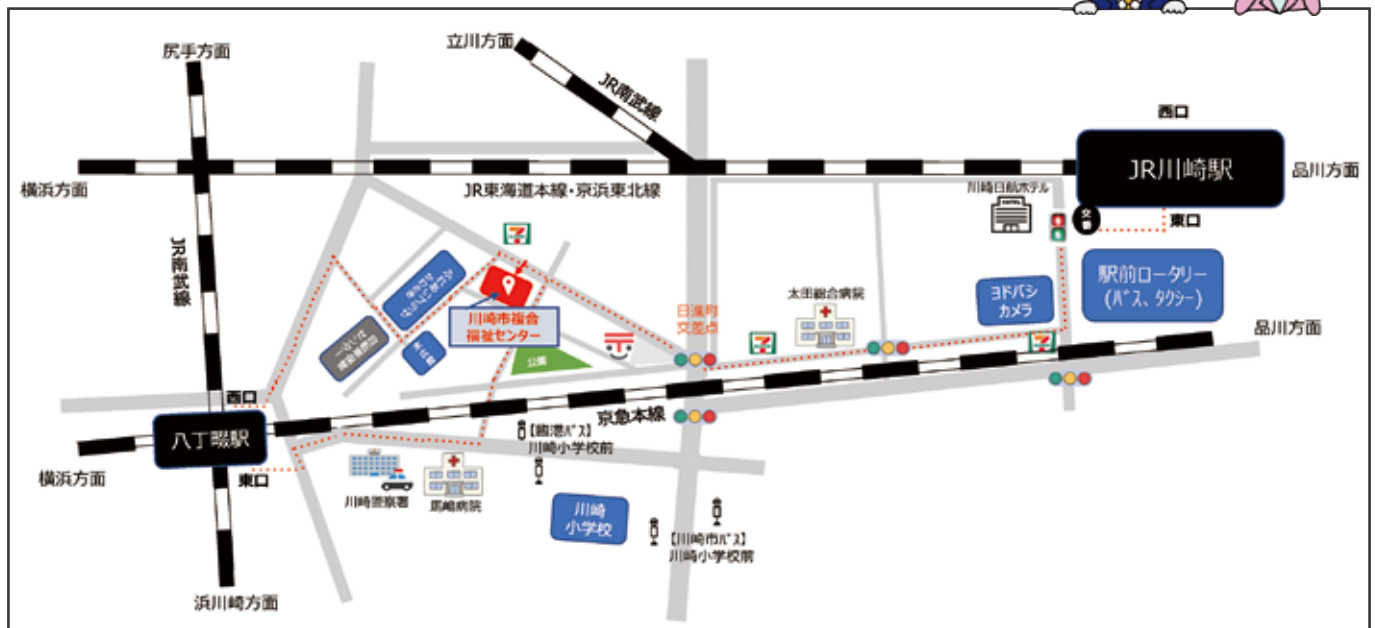 立川方面
尻手方面
JR南武線
西口
JR川崎駅
品川方面
横浜方面
JR東海道本線・京浜東北線
川崎日航ホテル
HOTEL
交番
東口
JR南武線
7
駅前ロータリー
(バス、タクシー)
ヨドバシ
カメラ
太田総合病院
日進町
交差点
川崎市複合
福祉センター
7
7
品川方面
公園
西口
八丁畷駅
京急本線
【臨港バス】
川崎小学校前
横浜方面
東口
川崎警察署
馬嶋病院
川崎
小学校
【川崎市バス】
川崎小学校前
浜川崎方面